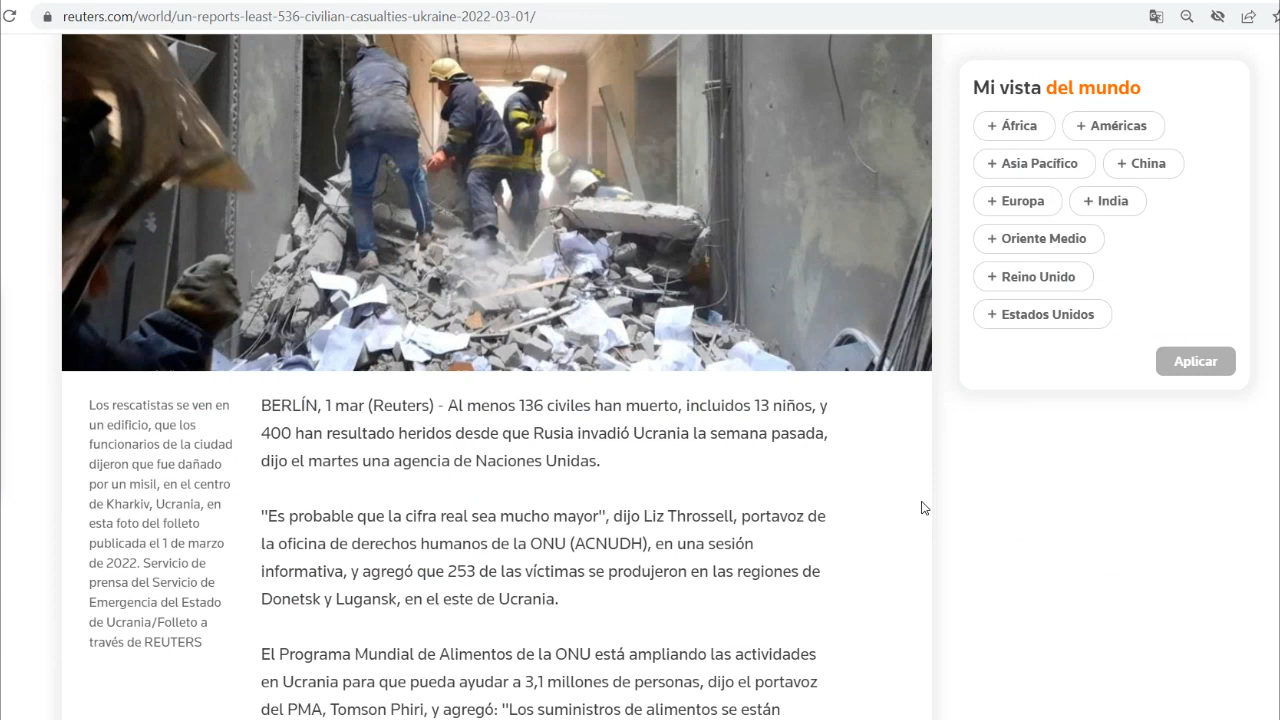 reuters.com/world/un-reports-least-536-civilian-casualties-ukraine-2022-03-01/
Mi vista del mundo
+ África + Américas
+ Asia Pacífico + China
+ Europa + India
+ Oriente Medio
+ Reino Unido
+ Estados Unidos
Aplicar
Los rescatistas se ven en
un edificio, que los
funcionarios de la ciudad
dijeron que fue dañado
por un misil, en el centro
de Kharkiv, Ucrania, en
esta foto del folleto
publicada el 1 de marzo
de 2022. Servicio de
prensa del Servicio de
Emergencia del Estado
de Ucrania/Folleto a
través de REUTERS
BERLÍN, 1 mar (Reuters) - Al menos 136 civiles han muerto, incluidos 13 niños, y
400 han resultado heridos desde que Rusia invadió Ucrania la semana pasada,
dijo el martes una agencia de Naciones Unidas.
"Es probable que la cifra real sea mucho mayor", dijo Liz Throssell, portavoz de
la oficina de derechos humanos de la ONU (ACNUDH), en una sesión
informativa, y agregó que 253 de las víctimas se produjeron en las regiones de
Donetsk y Lugansk, en el este de Ucrania.
El Programa Mundial de Alimentos de la ONU está ampliando las actividades
en Ucrania para que pueda ayudar a 3,1 millones de personas, dijo el portavoz
del PMA, Tomson Phiri, y agregó: "Los suministros de alimentos se están